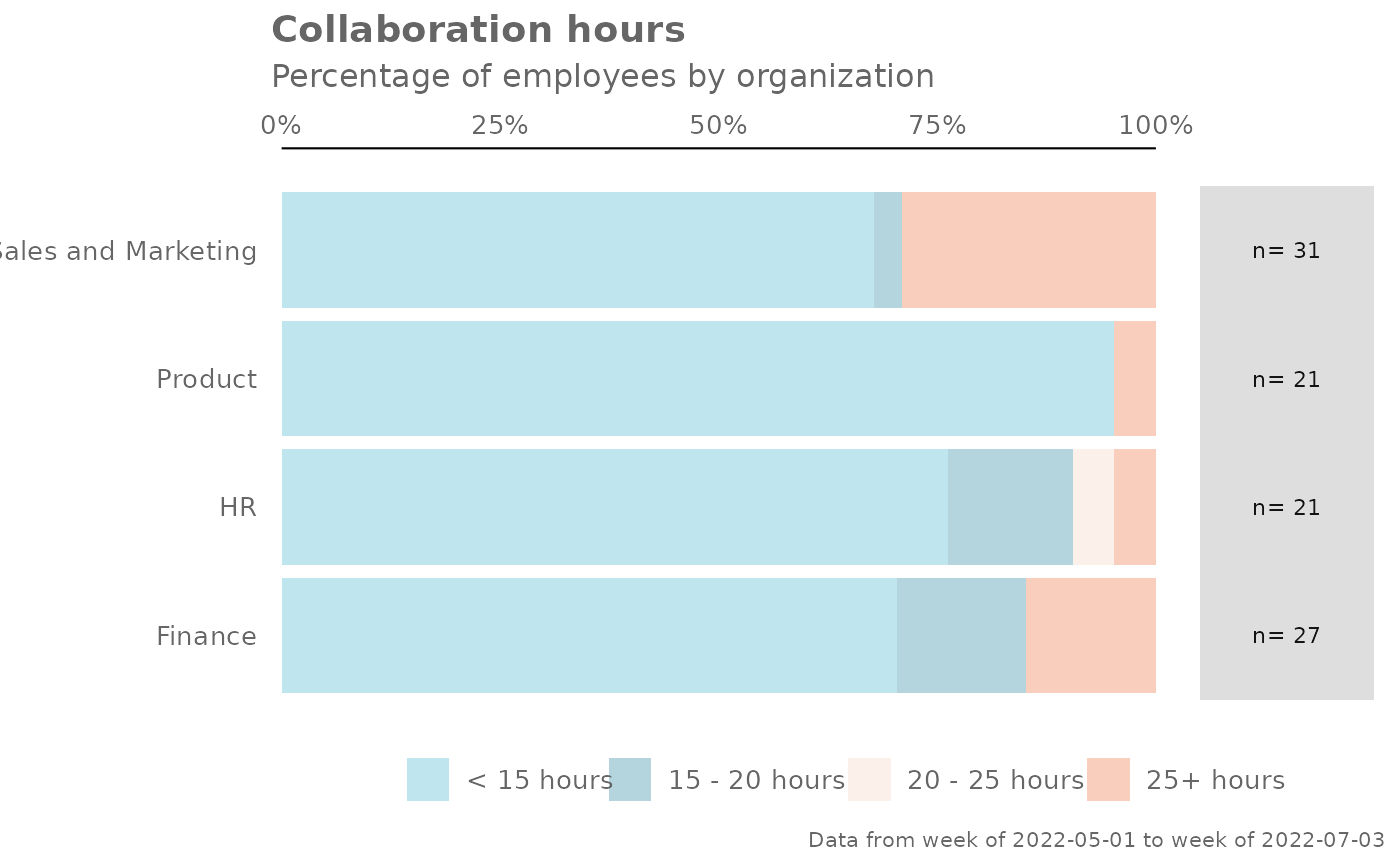 Collaboration hours
Percentage of employees by organization
0% 25% 50% 75% 100%
Sales and Marketing n= 31
Product n= 21
HR n= 21
Finance n= 27
< 15 hours 15 - 20 hours 20 - 25 hours 25+ hours
Data from week of 2022-05-01 to week of 2022-07-03